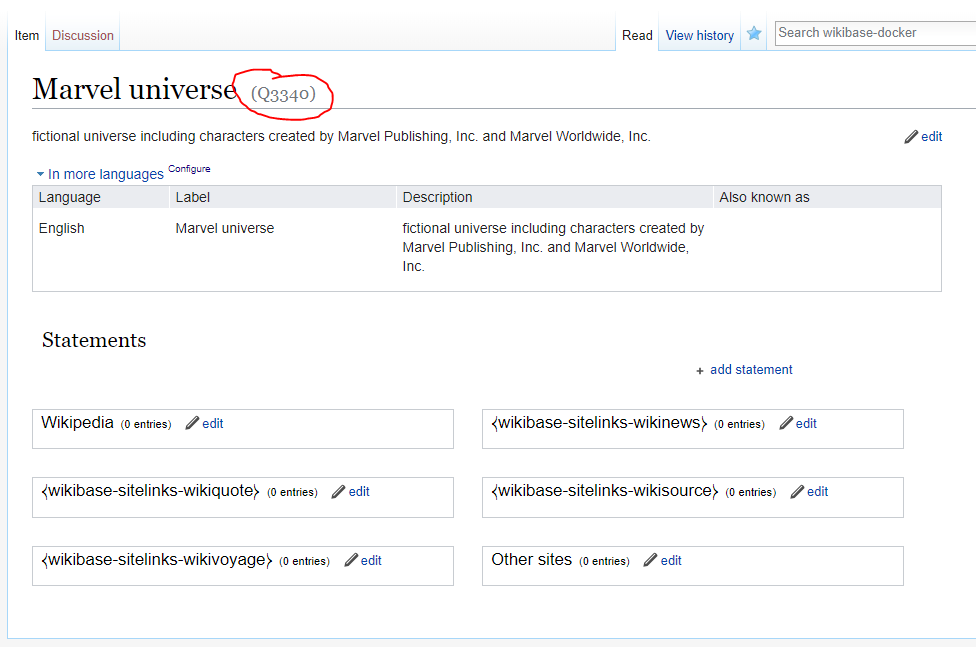 Item Discussion Read View history Search wikibase-docker
Marvel universe (Q3340)
fictional universe including characters created by Marvel Publishing, Inc. and Marvel Worldwide, Inc. edit
In more languages Configure
Language Label Description Also known as
English Marvel universe fictional universe including characters created by
Marvel Publishing, Inc. and Marvel Worldwide,
Inc.
Statements
+ add statement
Wikipedia (0 entries) edit
⧼wikibase-sitelinks-wikinews⧽ (0 entries) edit
⧼wikibase-sitelinks-wikiquote⧽ (0 entries) edit
⧼wikibase-sitelinks-wikisource⧽ (0 entries) edit
⧼wikibase-sitelinks-wikivoyage⧽ (0 entries) edit
Other sites (0 entries) edit